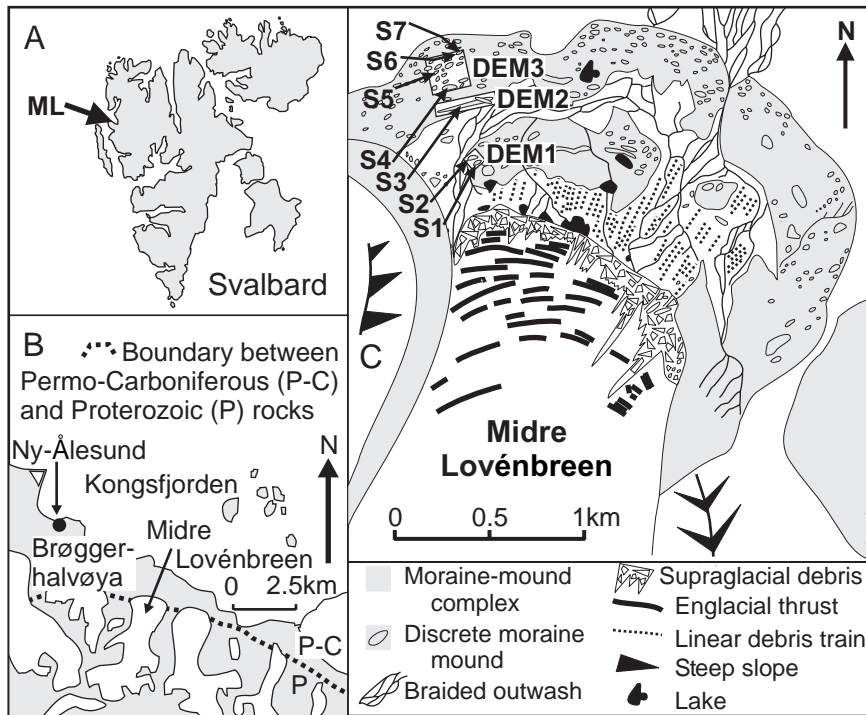 A
ML
Svalbard
B
Boundary between
Permo-Carboniferous (P-C)
and Proterozoic (P) rocks
Ny-Ålesund
N
Kongsfjorden
Midre
Lovénbreen
Brøgger-
halvøya
0 2.5km
P-C
P
S7
S6
S5
DEM3
DEM2
DEM1
S4
S3
S2
S1
N
C
Midre
Lovénbreen
0 0.5 1km
Moraine-mound
complex
Discrete moraine
mound
Braided outwash
Supraglacial debris
Englacial thrust
Linear debris train
Steep slope
Lake